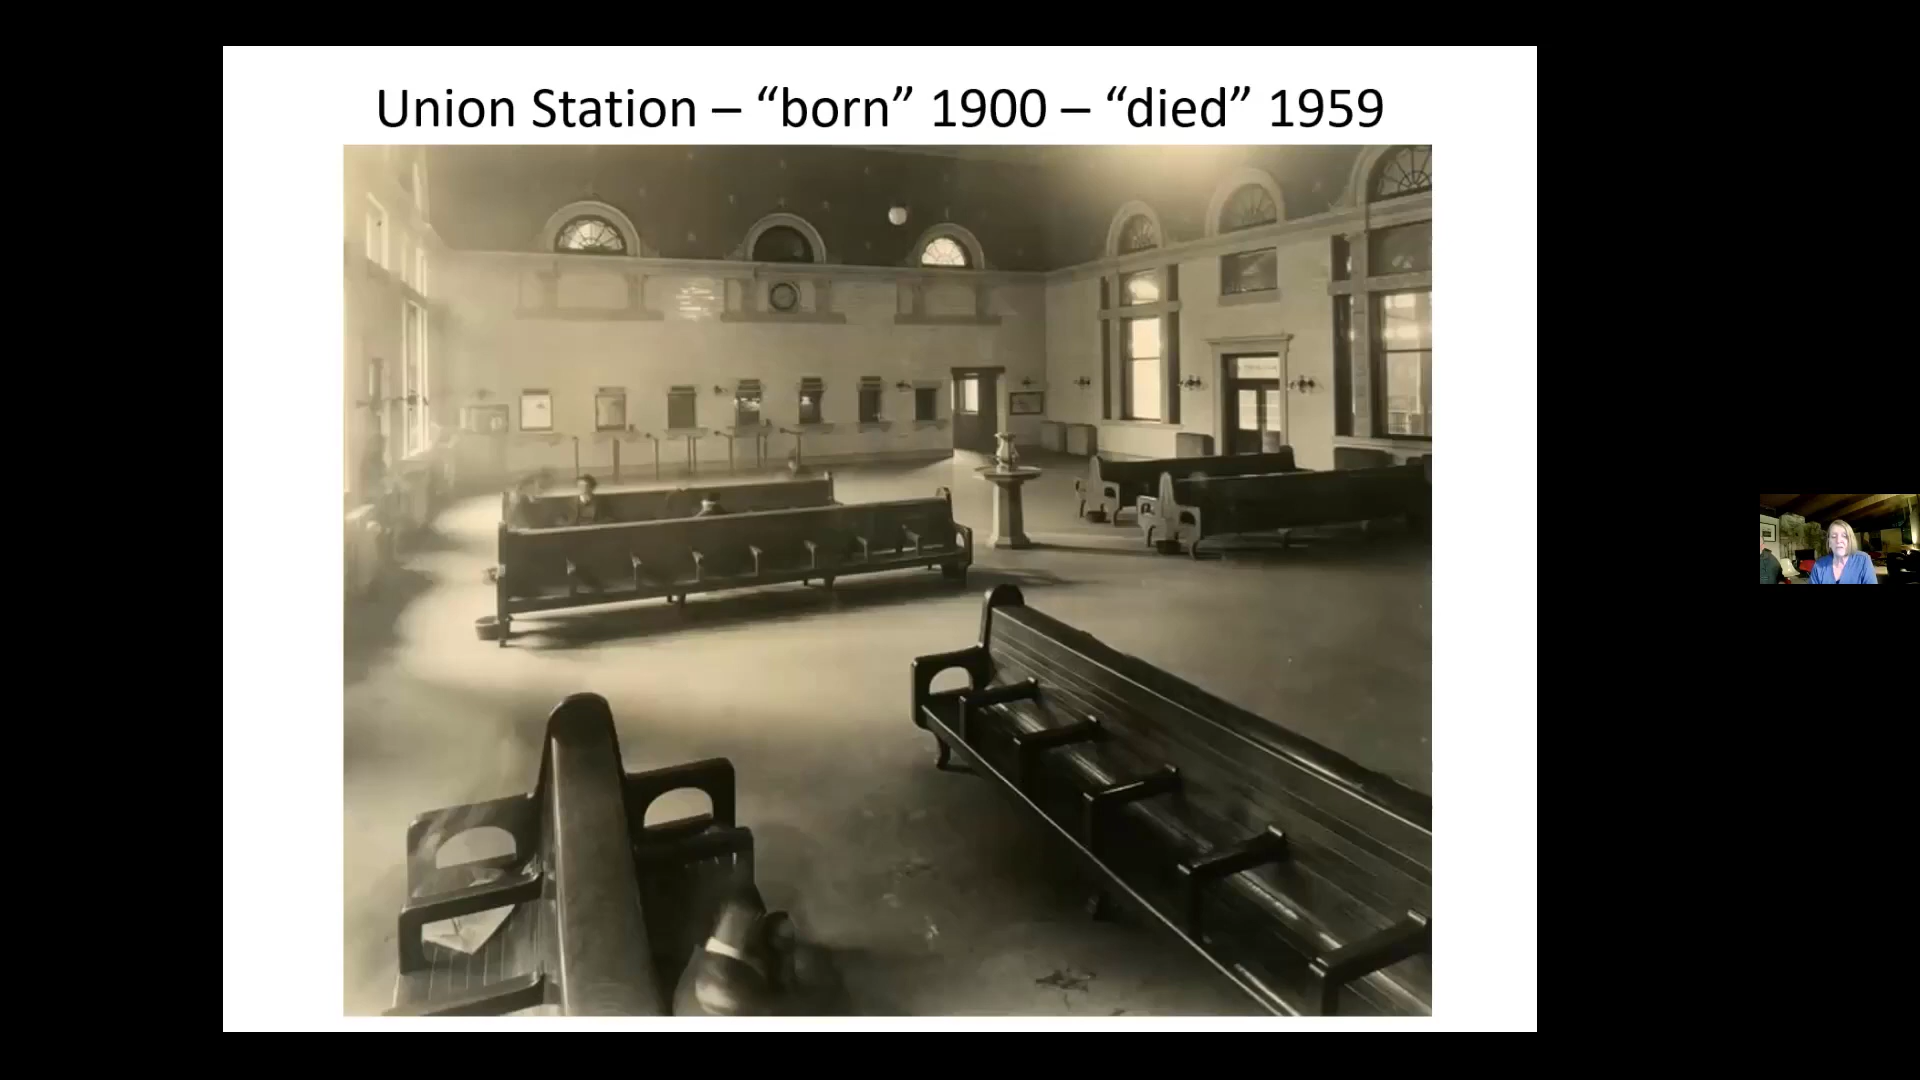 Union Station – “born” 1900 – “died” 1959